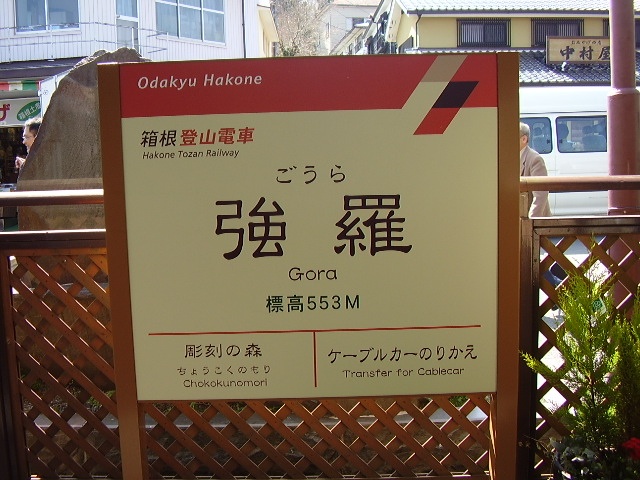 Odakyu Hakone
箱根登山電車
Hakone Tozan Railway
ごうら
強羅
Gora
標高553M
彫刻の森
ちょうこくのもり
Chokokunomori
ケーブルカーのりかえ
Transfer for Cablecar
中村屋